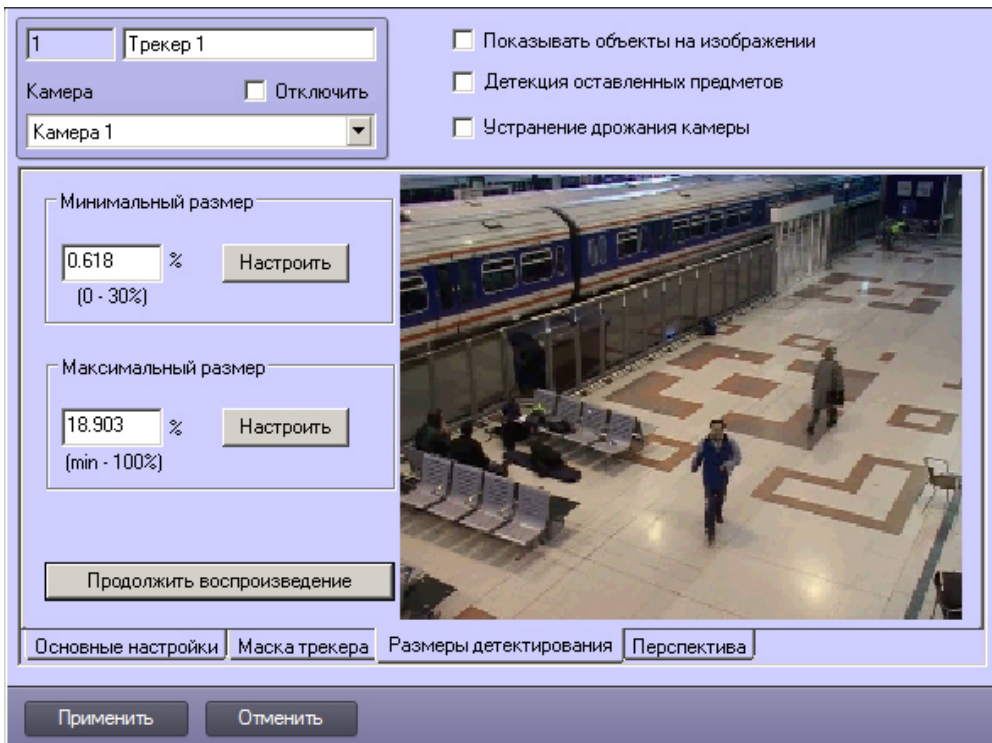 1
Трекер 1
Камера
Отключить
Камера 1
Показывать объекты на изображении
Детекция оставленных предметов
Устранение дрожания камеры
Минимальный размер
0.618 % Настроить
(0 - 30%)
Максимальный размер
18.903 % Настроить
(min - 100%)
Продолжить воспроизведение
Основные настройки Маска трекера Размеры детектирования Перспектива
Применить Отменить